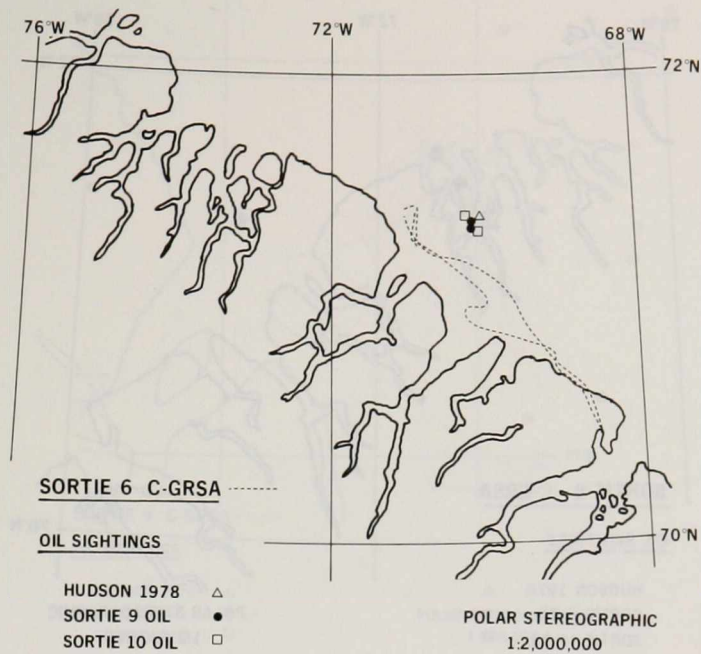 76°W
72°W
68°W
72°N
SORTIE 6 C-GRSA
OIL SIGHTINGS
70°N
HUDSON 1978 △
SORTIE 9 OIL ●
SORTIE 10 OIL □
POLAR STEREOGRAPHIC
1:2,000,000